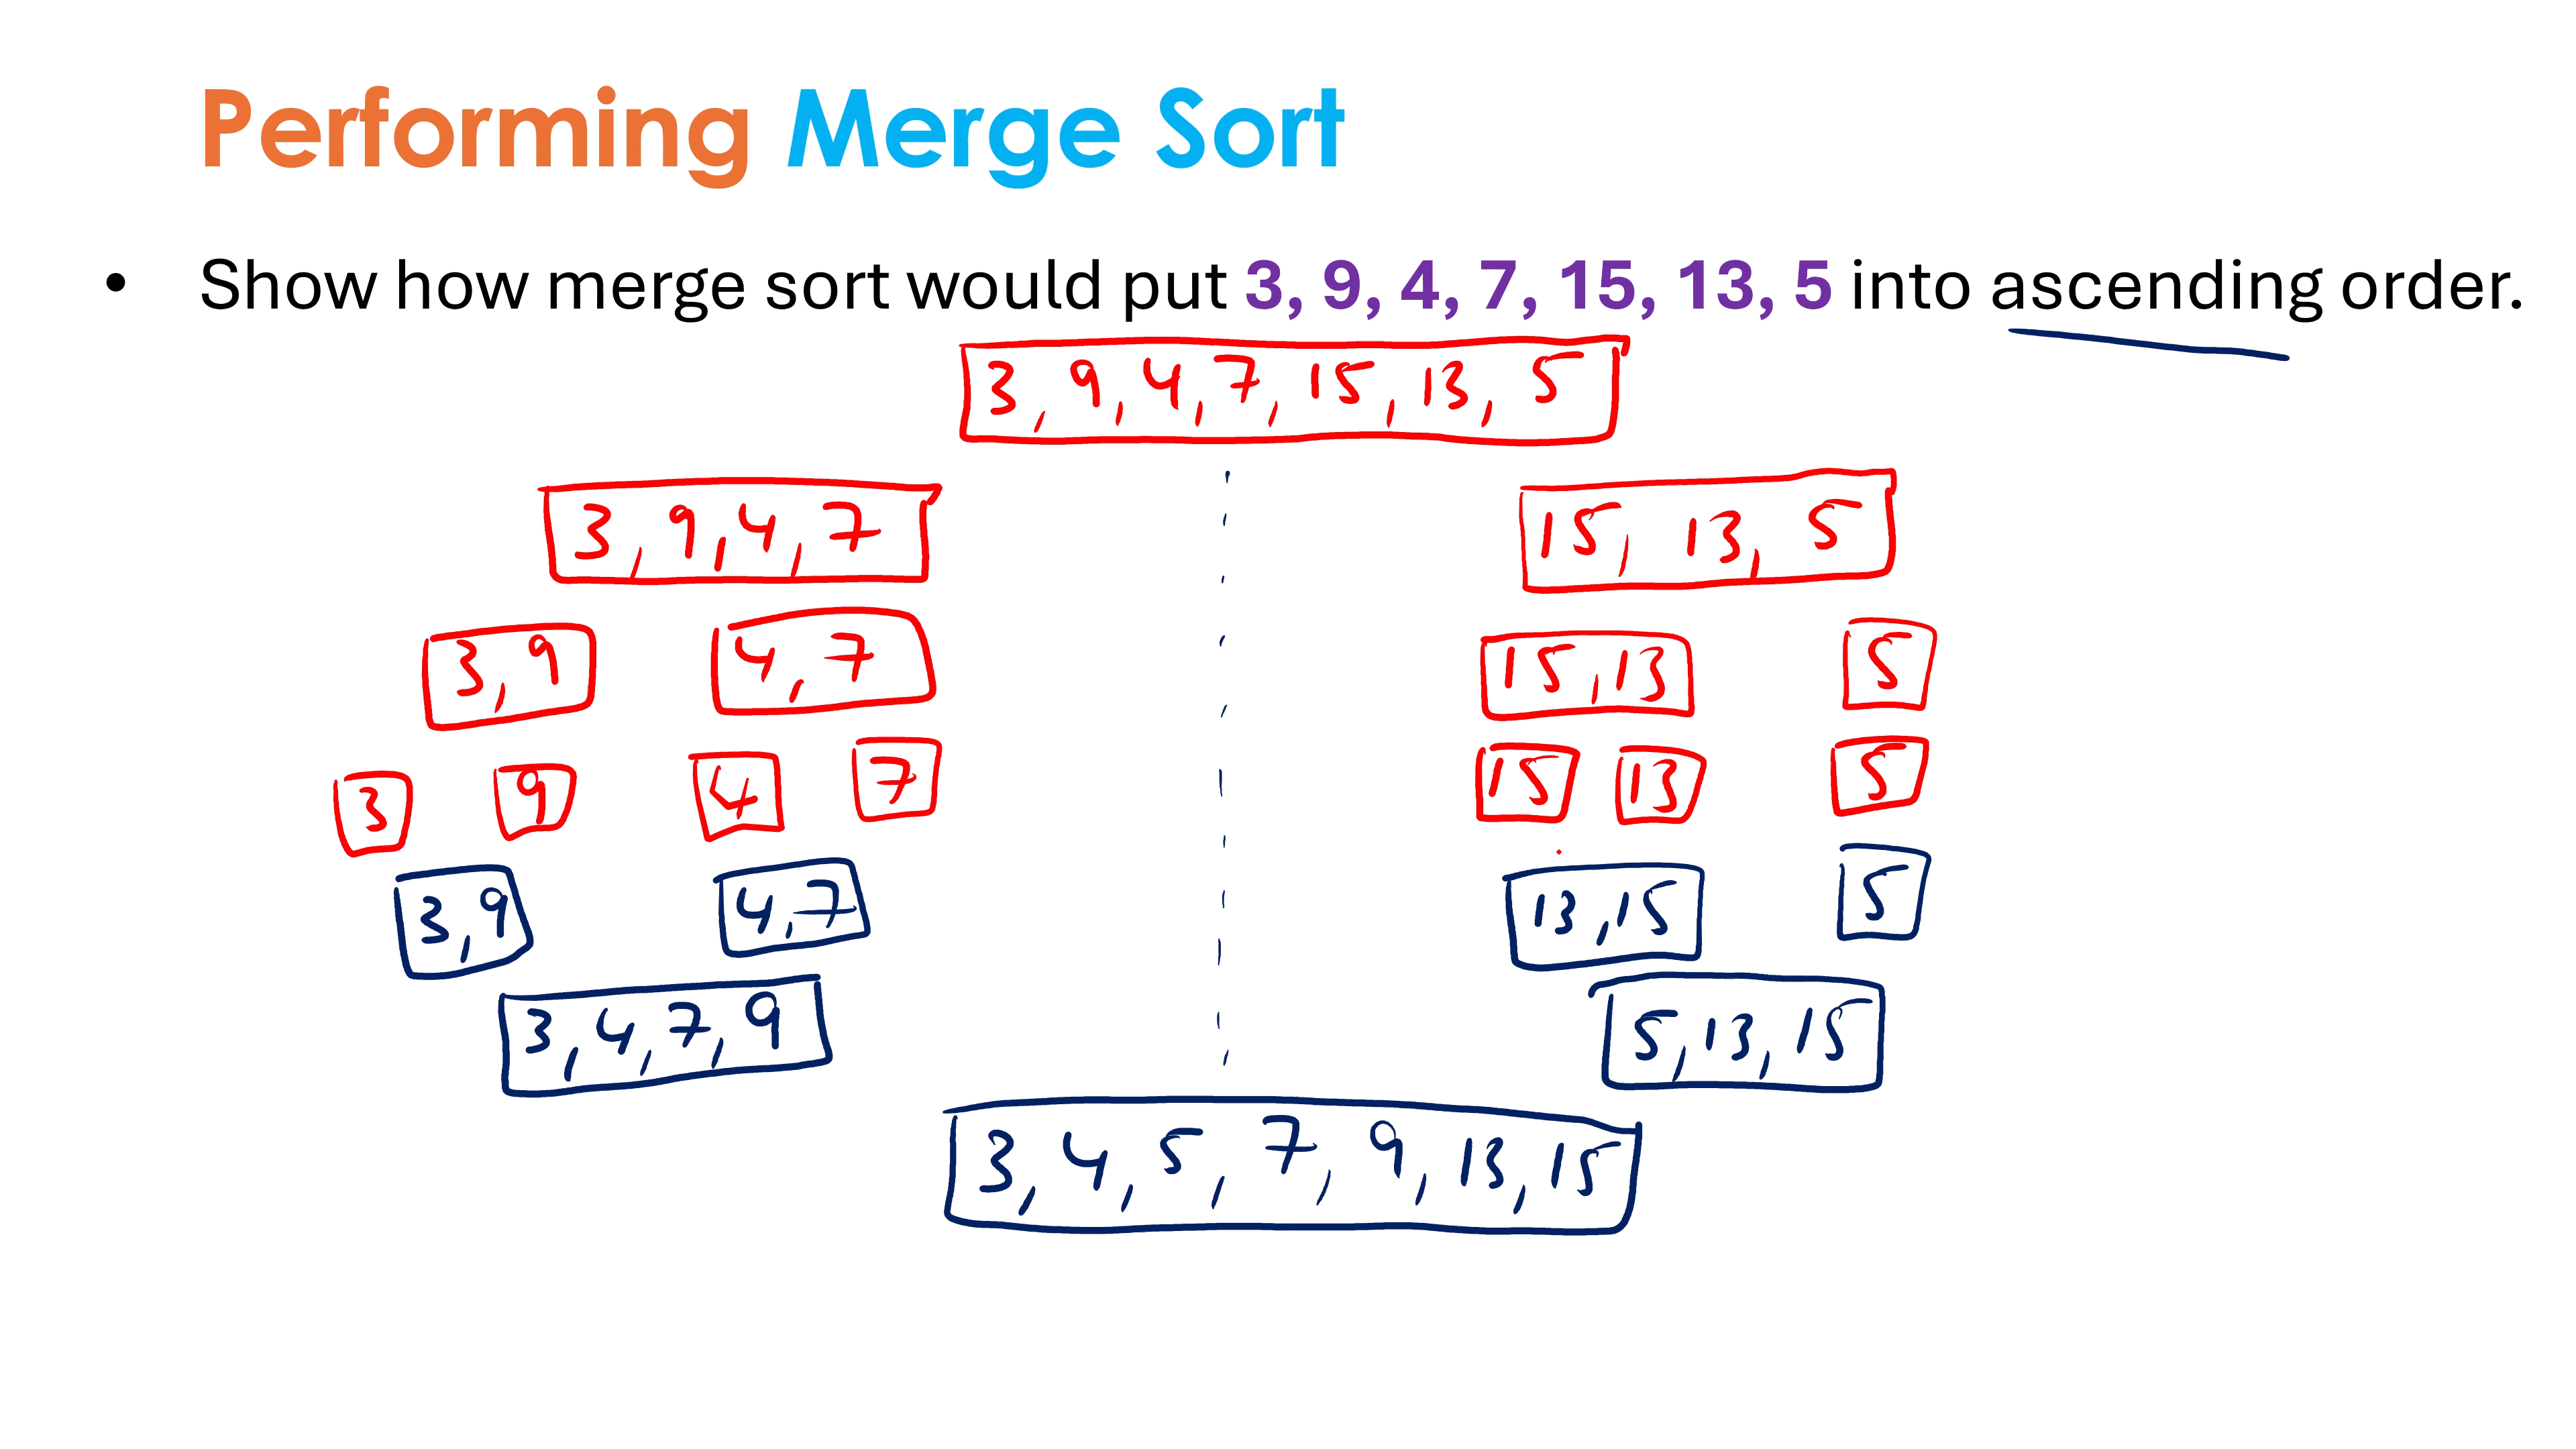 Performing Merge Sort
• Show how merge sort would put 3, 9, 4, 7, 15, 13, 5 into ascending order.
3, 9, 4, 7, 15, 13, 5
3, 9, 4, 7 15, 13, 5
3, 9 4, 7 15, 13 5
3 9 4 7 15 13 5
3, 9 4, 7 13, 15 5
3, 4, 7, 9 5, 13, 15
3, 4, 5, 7, 9, 13, 15